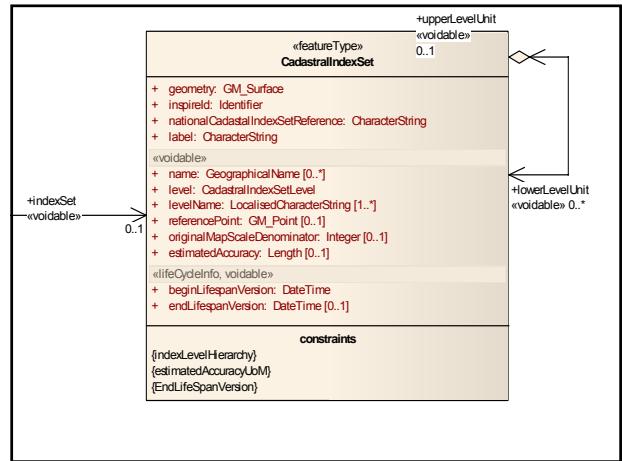 +upperLevelUnit
«voidable»
0..1
«featureType»
CadastralIndexSet
+ geometry: GM_Surface
+ inspireId: Identifier
+ nationalCadastalIndexSetReference: CharacterString
+ label: CharacterString
«voidable»
+ name: GeographicalName [0..*]
+ level: CadastralIndexSetLevel
+ levelName: LocalisedCharacterString [1..*]
+ referencePoint: GM_Point [0..1]
+ originalMapScaleDenominator: Integer [0..1]
+ estimatedAccuracy: Length [0..1]
«lifeCycleInfo, voidable»
+ beginLifespanVersion: DateTime
+ endLifespanVersion: DateTime [0..1]
constraints
{indexLevelHierarchy}
{estimatedAccuracyUoM}
{EndLifeSpanVersion}
+indexSet
«voidable»
0..1
+lowerLevelUnit
«voidable» 0..*